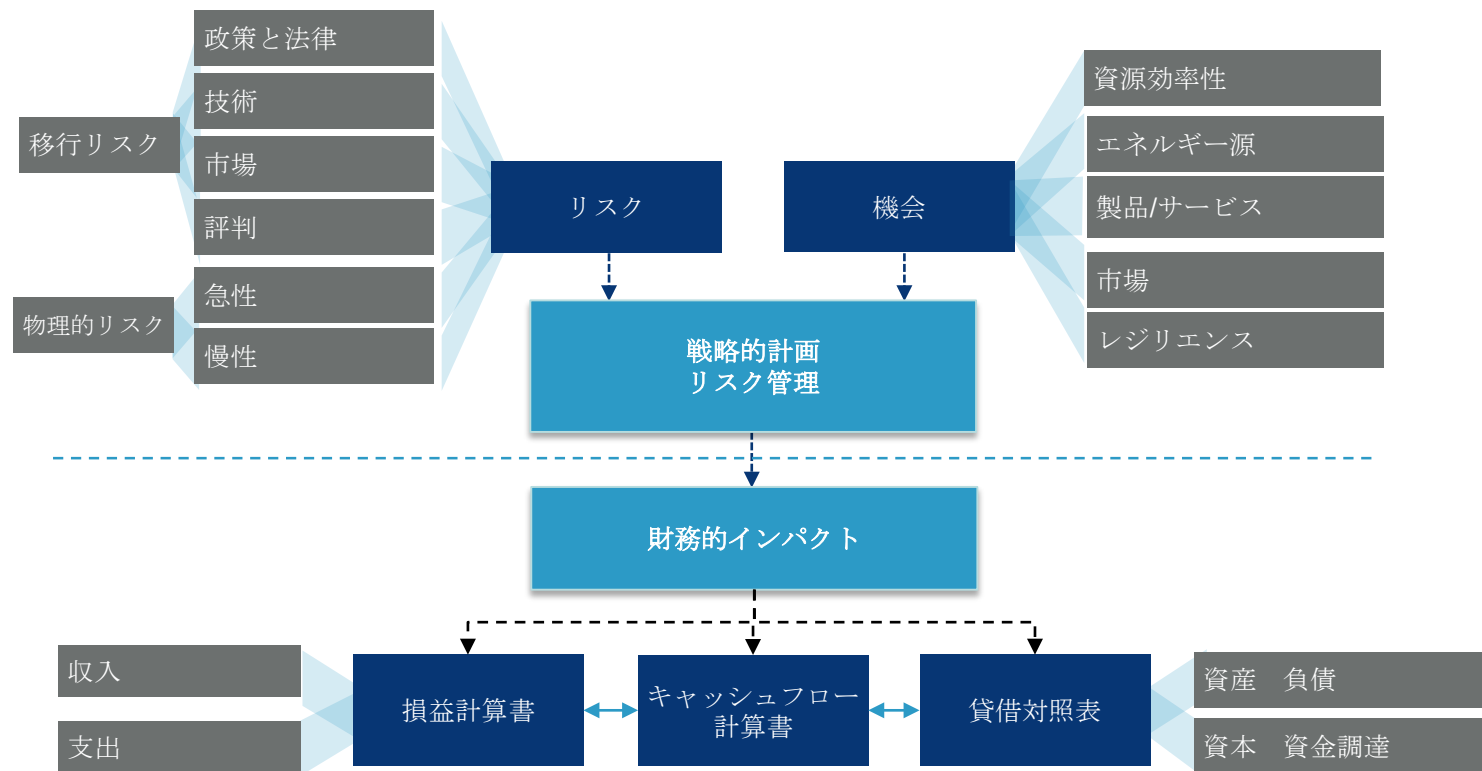 政策と法律
技術
移行リスク
市場
評判
物理的リスク
急性
慢性
リスク
機会
資源効率性
エネルギー源
製品/サービス
市場
レジリエンス
戦略的計画
リスク管理
財務的インパクト
収入
支出
損益計算書
キャッシュフロー
計算書
貸借対照表
資産　負債
資本　資金調達